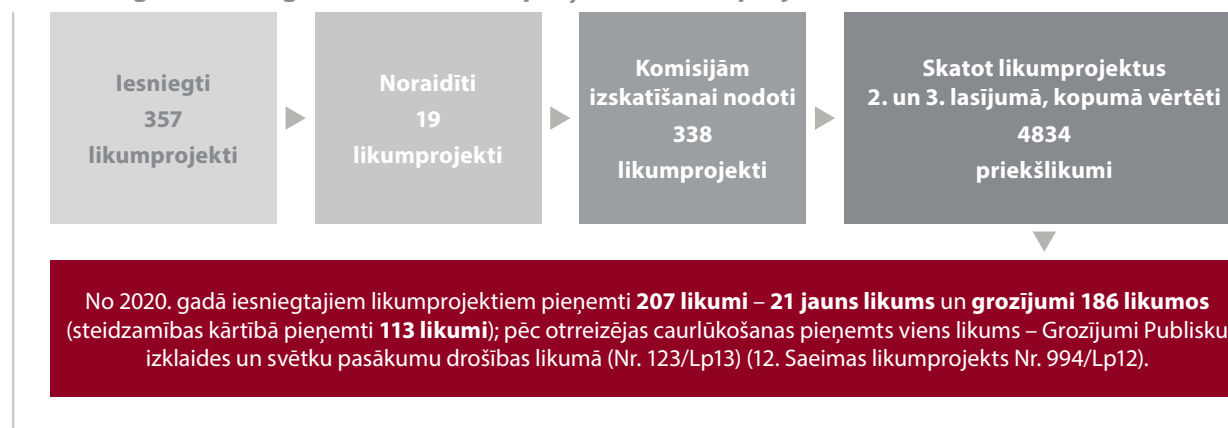 Iesniegti
357
likumprojekti
Noraidīti
19
likumprojekti
Komisijām
izskatīšanai nodoti
338
likumprojekti
Skatot likumprojektus
2. un 3. lasījumā, kopumā vērtēti
4834
priekšlikumi
No 2020. gadā iesniegtajiem likumprojektiem pieņemti 207 likumi – 21 jauns likums un grozījumi 186 likumos
(steidzamības kārtībā pieņemti 113 likumi); pēc otrreizējas caurlūkošanas pieņemts viens likums – Grozījumi Publisku
izklaides un svētku pasākumu drošības likumā (Nr. 123/Lp13) (12. Saeimas likumprojekts Nr. 994/Lp12).